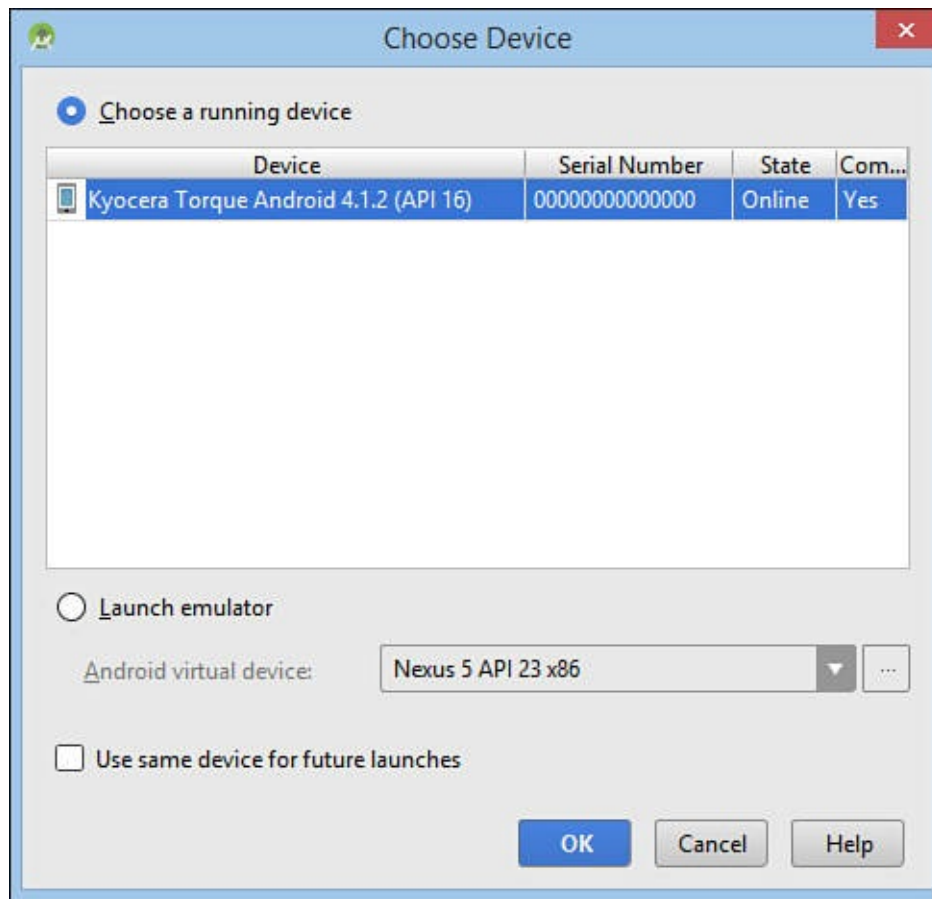 Choose Device
Choose a running device
Device Serial Number State Com...
Kyocera Torque Android 4.1.2 (API 16) 00000000000000 Online Yes
Launch emulator
Android virtual device: Nexus 5 API 23 x86 ...
Use same device for future launches
OK Cancel Help